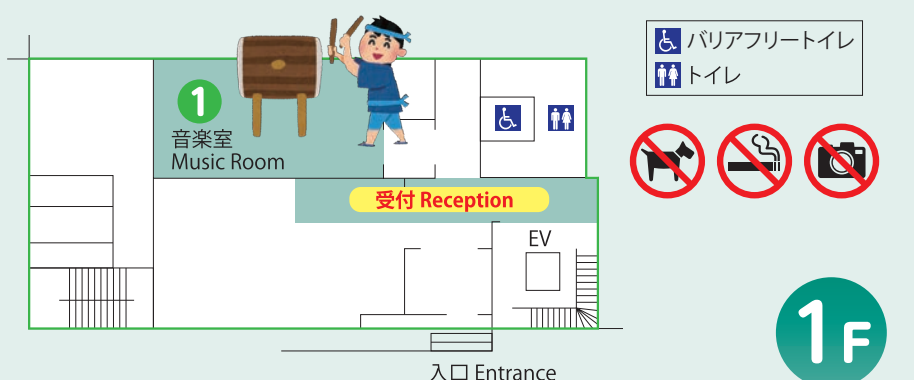 バリアフリートイレ
トイレ
1
音楽室
Music Room
受付 Reception
EV
1F
入口 Entrance